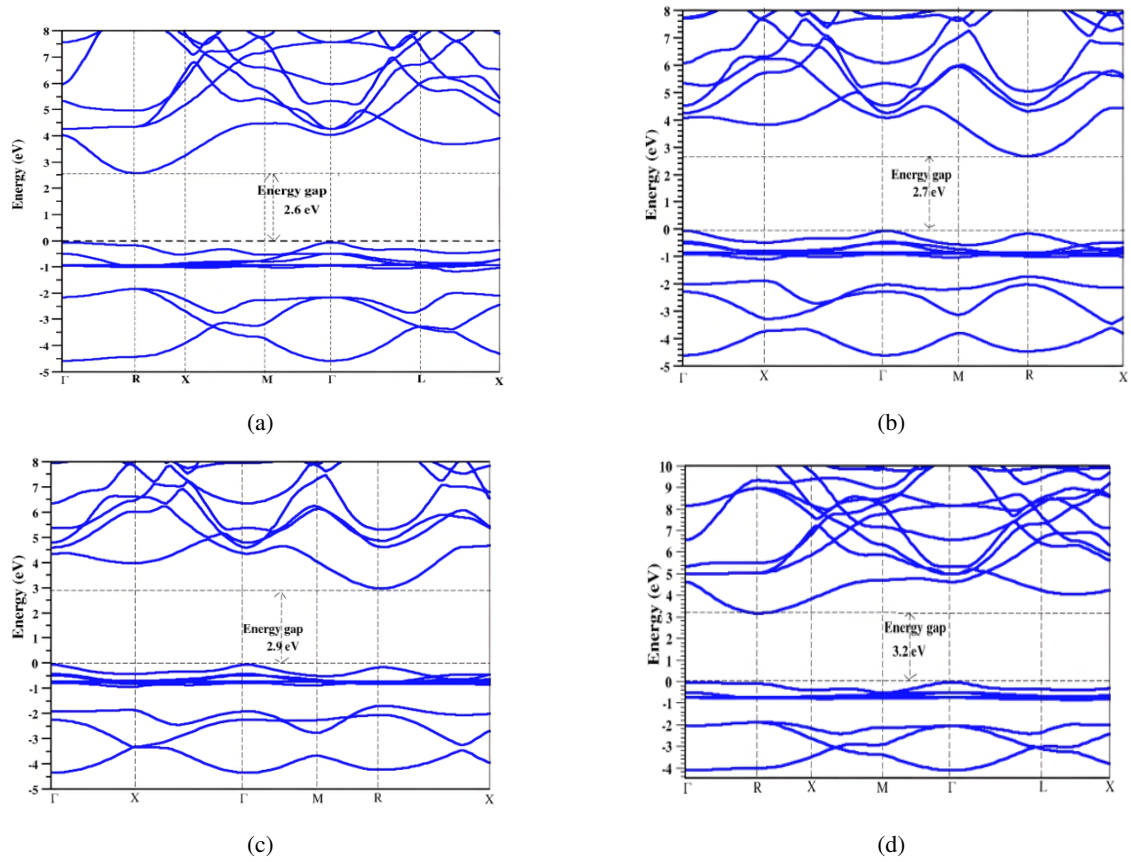 8
7
6
5
4
3
2
1
0
-1
-2
-3
-4
-5
Energy (eV)
Energy gap
2.6 eV
Γ R X M Γ L X
(a)
8
7
6
5
4
3
2
1
0
-1
-2
-3
-4
-5
Energy (eV)
Energy gap
2.7 eV
Γ X Γ M R X
(b)
8
7
6
5
4
3
2
1
0
-1
-2
-3
-4
-5
Energy (eV)
Energy gap
2.9 eV
Γ X Γ M R X
(c)
10
9
8
7
6
5
4
3
2
1
0
-1
-2
-3
-4
Energy (eV)
Energy gap
3.2 eV
Γ R X M Γ L X
(d)